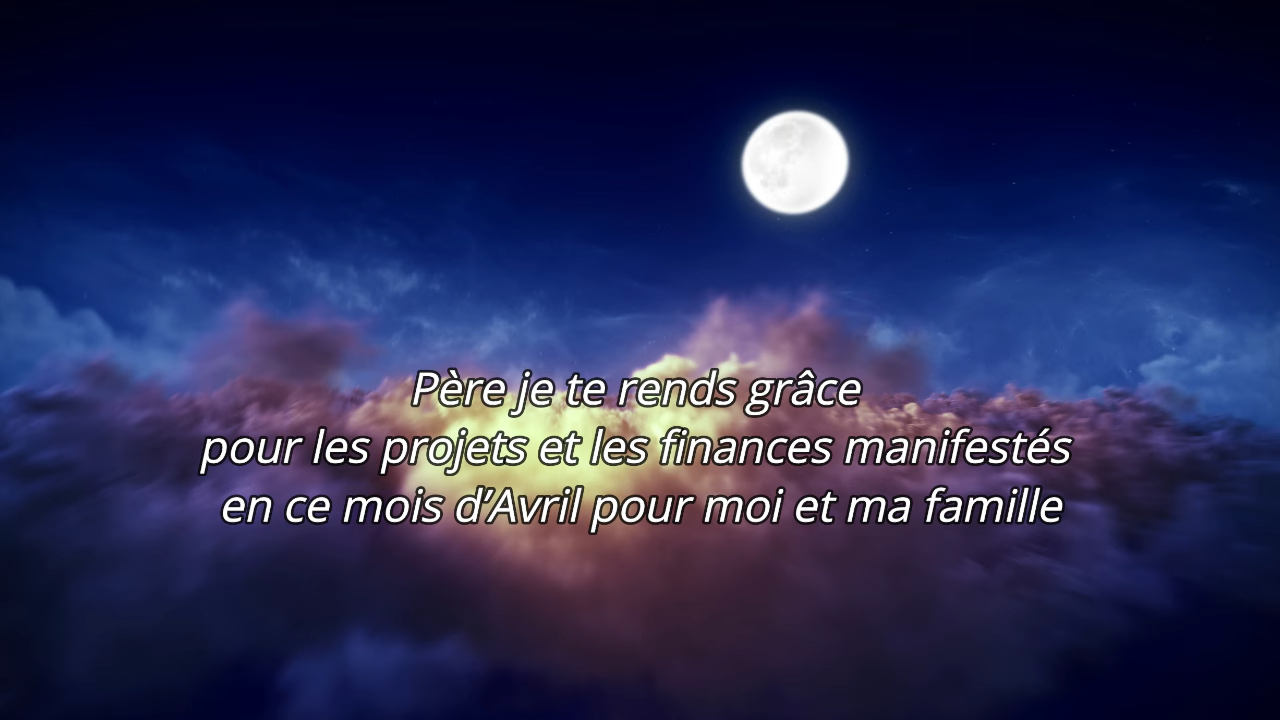 Père je te rends grâce
pour les projets et les finances manifestés
en ce mois d’Avril pour moi et ma famille